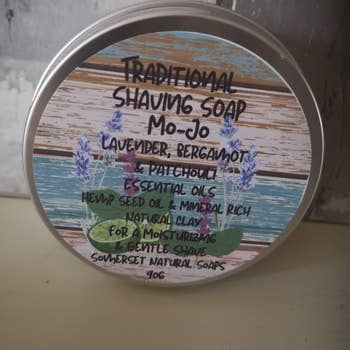 TRADITIONAL
SHAVING SOAP
MO-JO
LAVENDER, BERGAMOT
& PATCHOULI
ESSENTIAL OILS
HEMP SEED OIL & MINERAL RICH
NATURAL CLAY
FOR A MOISTURIZING
& GENTLE SHAVE
SOMERSET NATURAL SOAPS
90G